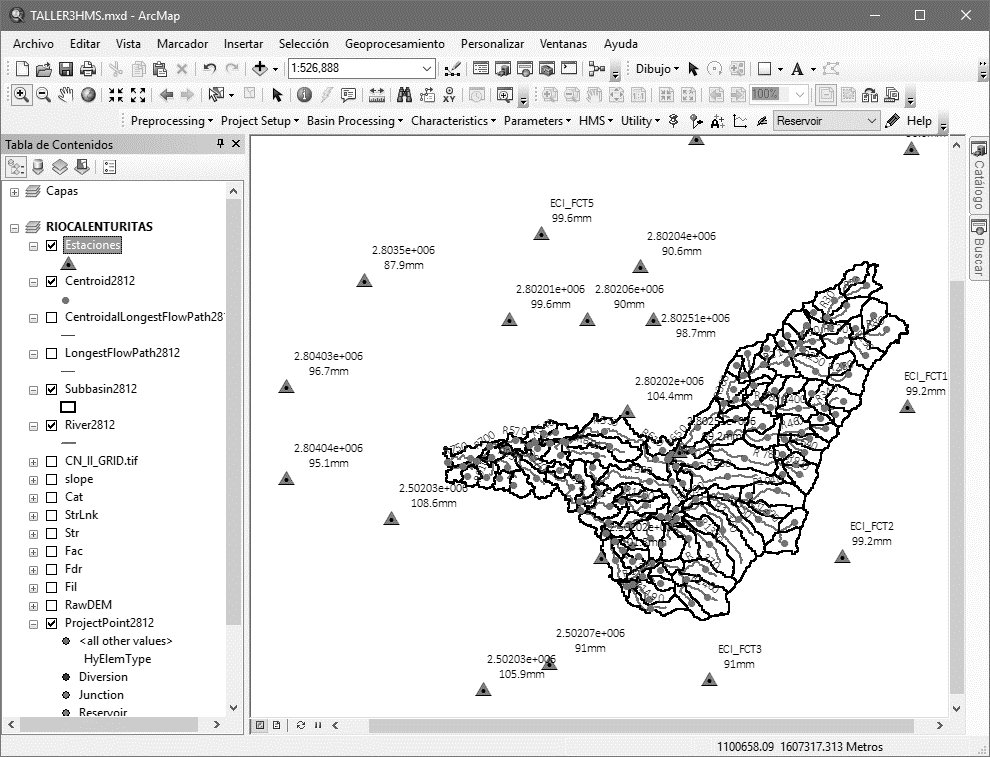 TALLER3HMS.mxd - ArcMap
Archivo Editar Vista Marcador Insertar Selección Geoprocesamiento Personalizar Ventanas Ayuda
1:526,888 Dibujo A
100%
Preprocessing Project Setup Basin Processing Characteristics Parameters HMS Utility Reservoir Help
Tabla de Contenidos
Capas
RIOCALENTURITAS
Estaciones
Centroid2812
CentroidalLongestFlowPath281
LongestFlowPath2812
Subbasin2812
River2812
CN_II_GRID.tif
slope
Cat
StrLnk
Str
Fac
Fdr
Fil
RawDEM
ProjectPoint2812
<all other values>
HyElemType
Diversion
Junction
Reservoir
ECI_FCT5
99.6mm
2.8035e+006
87.9mm
2.80204e+006
90.6mm
2.80201e+006
99.6mm
2.80206e+006
90mm
2.80251e+006
98.7mm
2.80403e+006
96.7mm
2.80202e+006
104.4mm
ECI_FCT1
99.2mm
2.80404e+006
95.1mm
2.50203e+006
108.6mm
ECI_FCT2
99.2mm
2.50207e+006
91mm
2.50203e+006
105.9mm
ECI_FCT3
91mm
Catálogo
Buscar
1100658.09 1607317.313 Metros